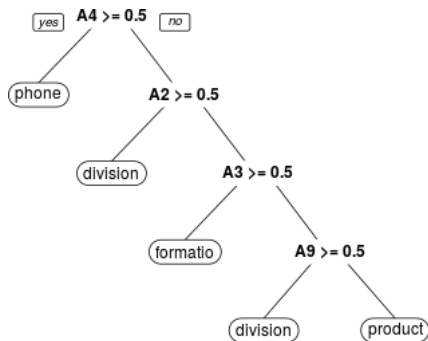 yes A4 >= 0.5 no
phone
A2 >= 0.5
division
A3 >= 0.5
formatio
A9 >= 0.5
division product